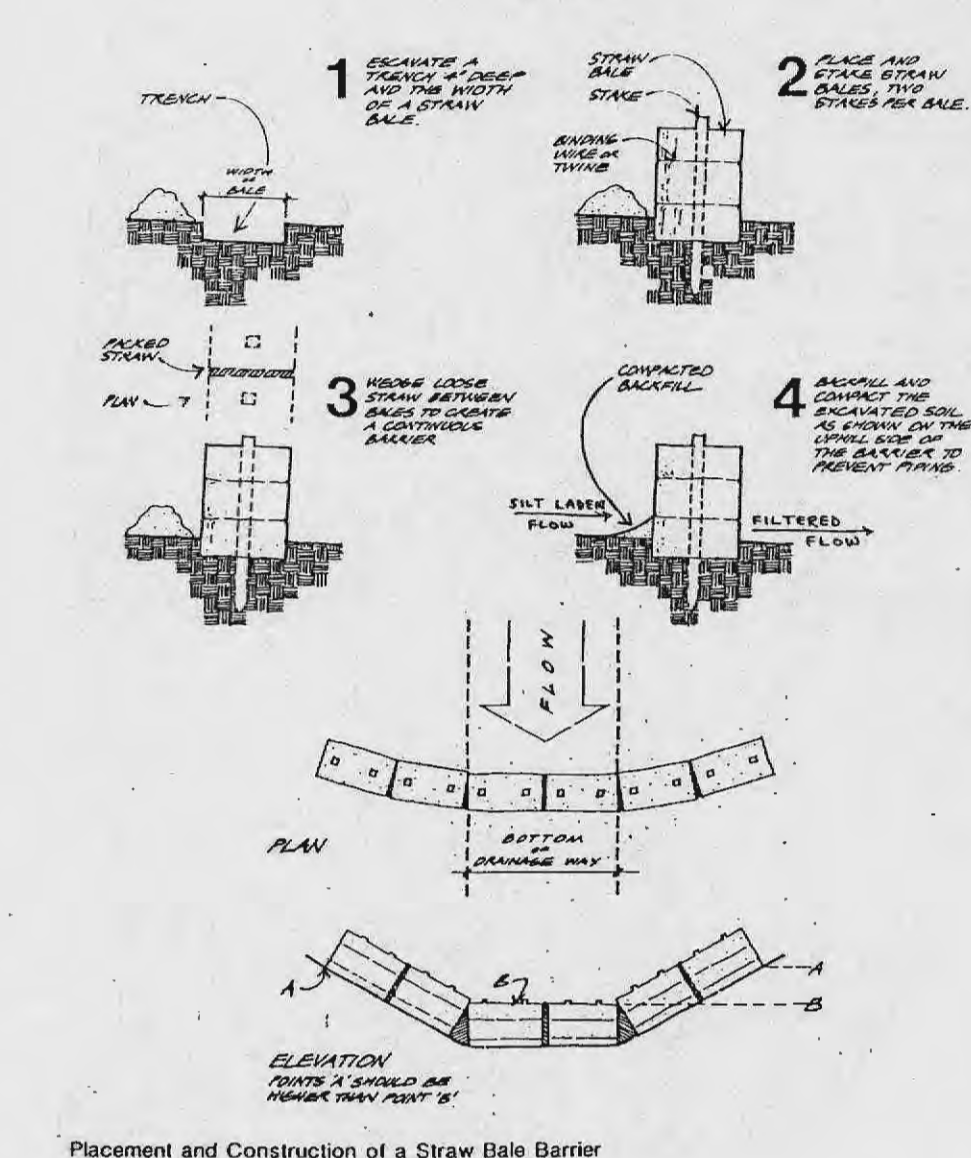 1
ESCAVATE A
TRENCH 4" DEEP
AND THE WIDTH
OF A STRAW
BALE.
TRENCH
WIDTH
OF
BALE
STRAW
BALE
STAKE
BINDING
WIRE OR
TWINE
2
PLACE AND
STAKE STRAW
BALES, TWO
STAKES PER BALE.
PACKED
STRAW
PLAN
3
WEDGE LOOSE
STRAW BETWEEN
BALES TO CREATE
A CONTINUOUS
BARRIER
COMPACTED
BACKFILL
SILT LADEN
FLOW
FILTERED
FLOW
4
BACKFILL AND
COMPACT THE
EXCAVATED SOIL
AS SHOWN ON THE
UPHILL SIDE OF
THE BARRIER TO
PREVENT PIPING.
FLOW
PLAN
BOTTOM
OF
DRAINAGE WAY
A
B
A
B
ELEVATION
POINTS 'A' SHOULD BE
HIGHER THAN POINT 'B'
Placement and Construction of a Straw Bale Barrier